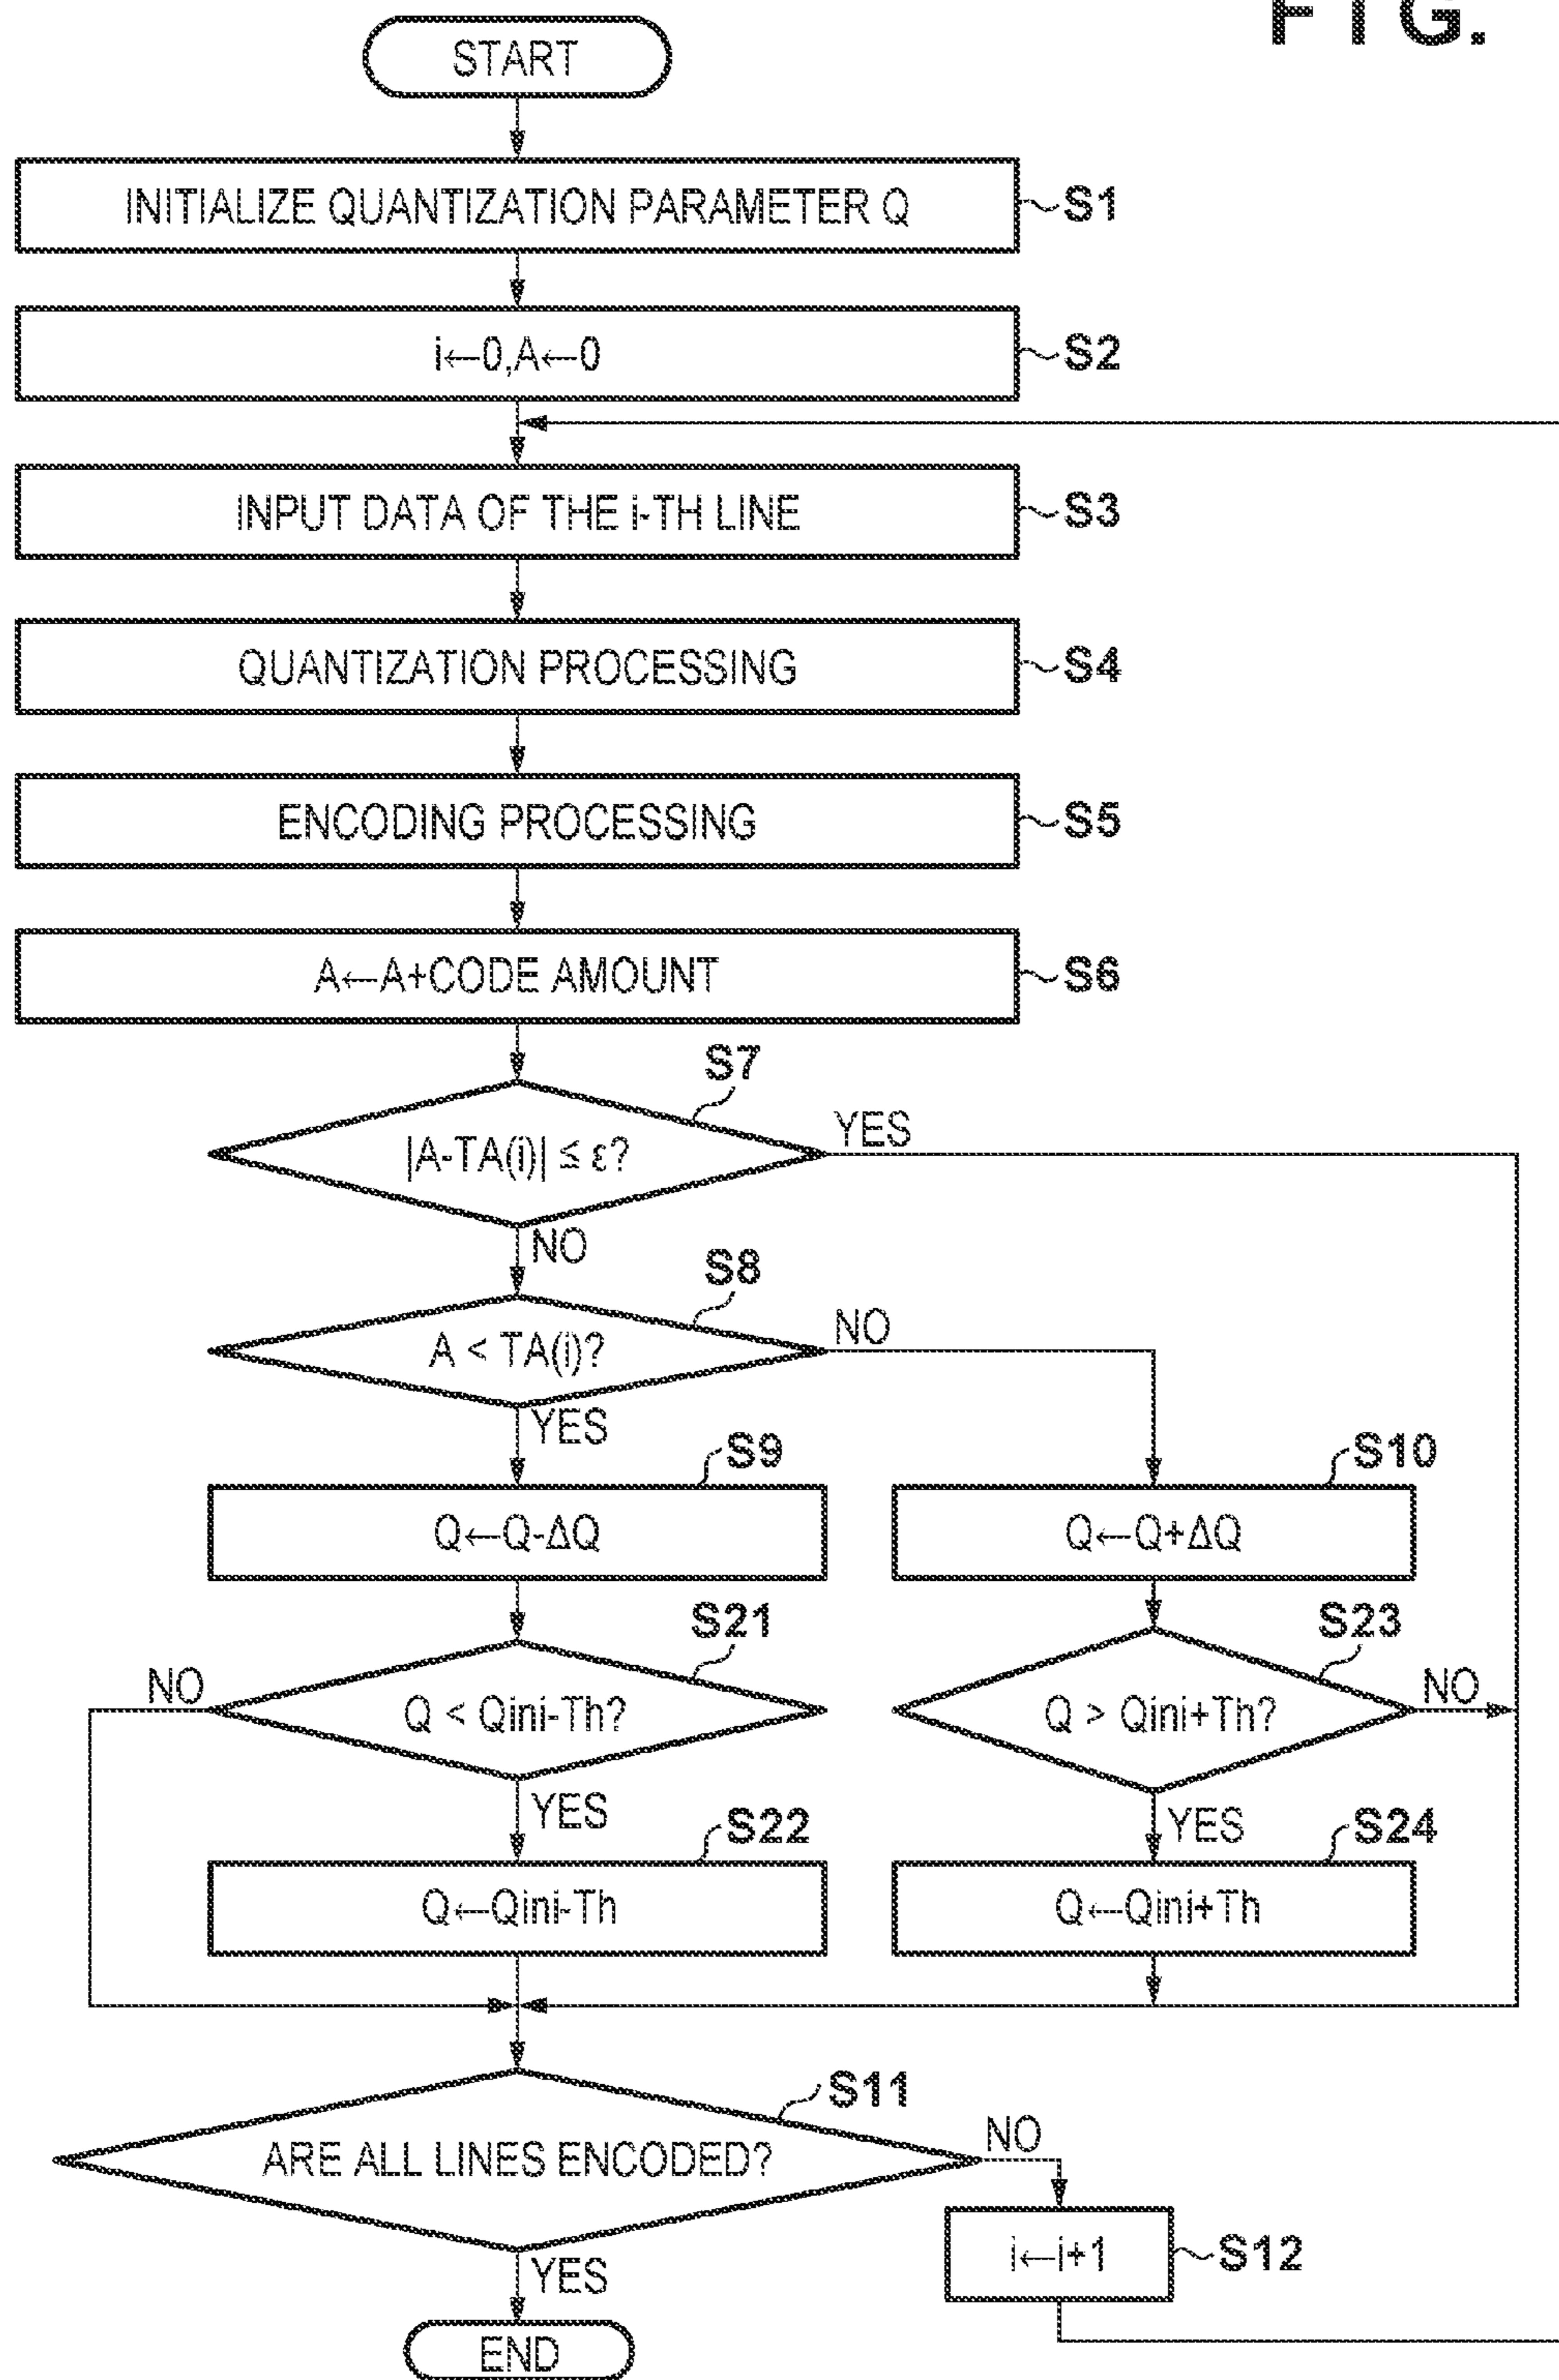 FIG.
START
INITIALIZE QUANTIZATION PARAMETER Q
S1
i←0,A←0
S2
INPUT DATA OF THE i-TH LINE
S3
QUANTIZATION PROCESSING
S4
ENCODING PROCESSING
S5
A←A+CODE AMOUNT
S6
S7
|A-TA(i)| ≤ ε?
YES
NO
S8
A < TA(i)?
NO
YES
S9
Q←Q-ΔQ
S10
Q←Q+ΔQ
S21
Q < Qini-Th?
NO
YES
S23
Q > Qini+Th?
NO
YES
S22
Q←Qini-Th
S24
Q←Qini+Th
S11
ARE ALL LINES ENCODED?
NO
YES
i←i+1
S12
END